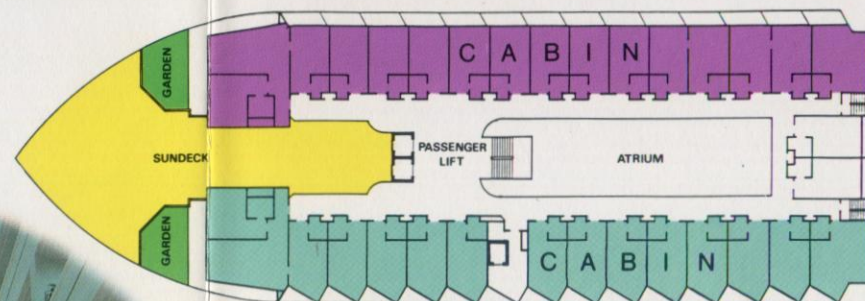 GARDEN
CABIN
SUNDECK
PASSENGER
LIFT
ATRIUM
GARDEN
CABIN